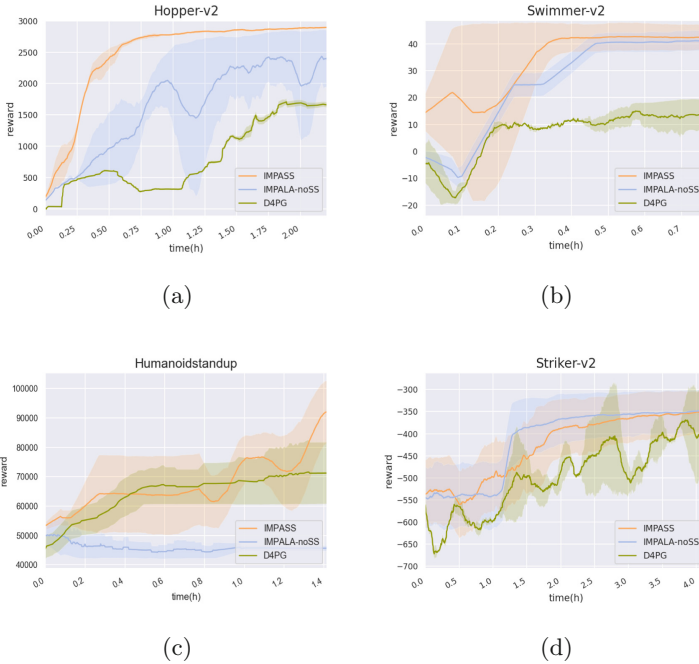 Hopper-v2
3000
2500
2000
1500
1000
500
0
reward
0.00 0.25 0.50 0.75 1.00 1.25 1.50 1.75 2.00
time(h)
IMPASS
IMPALA-noSS
D4PG
(a)
Swimmer-v2
40
30
20
10
0
−10
−20
reward
0.0 0.1 0.2 0.3 0.4 0.5 0.6 0.7
time(h)
IMPASS
IMPALA-noSS
D4PG
(b)
Humanoidstandup
100000
90000
80000
70000
60000
50000
40000
reward
0.0 0.2 0.4 0.6 0.8 1.0 1.2 1.4
time(h)
IMPASS
IMPALA-noSS
D4PG
(c)
Striker-v2
−300
−350
−400
−450
−500
−550
−600
−650
−700
reward
0.0 0.5 1.0 1.5 2.0 2.5 3.0 3.5 4.0
time(h)
IMPASS
IMPALA-noSS
D4PG
(d)